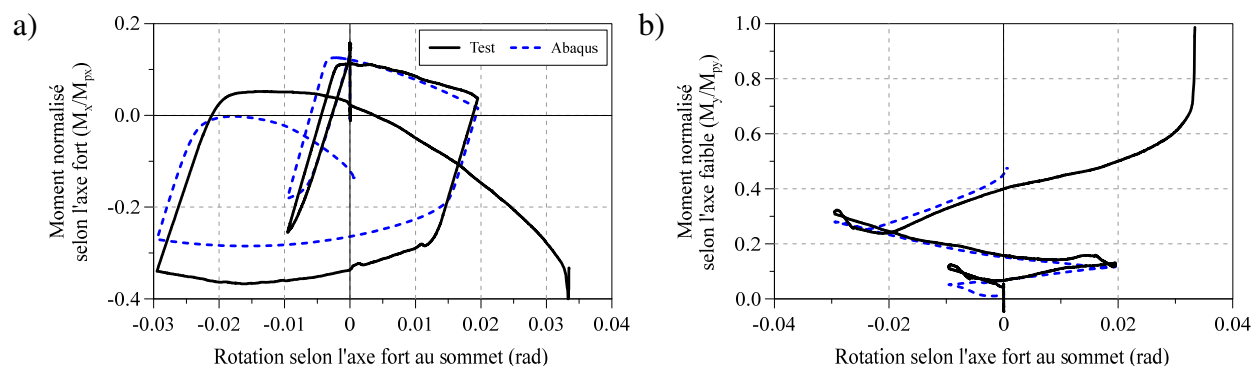 a)
Moment normalisé
selon l'axe fort (Mx/Mpx)
0.2
0.0
-0.2
-0.4
Test
Abaqus
-0.03
-0.02
-0.01
0
0.01
0.02
0.03
0.04
Rotation selon l'axe fort au sommet (rad)
b)
Moment normalisé
selon l'axe faible (My/Mpy)
1.0
0.8
0.6
0.4
0.2
0.0
-0.04
-0.02
0
0.02
0.04
Rotation selon l'axe fort au sommet (rad)